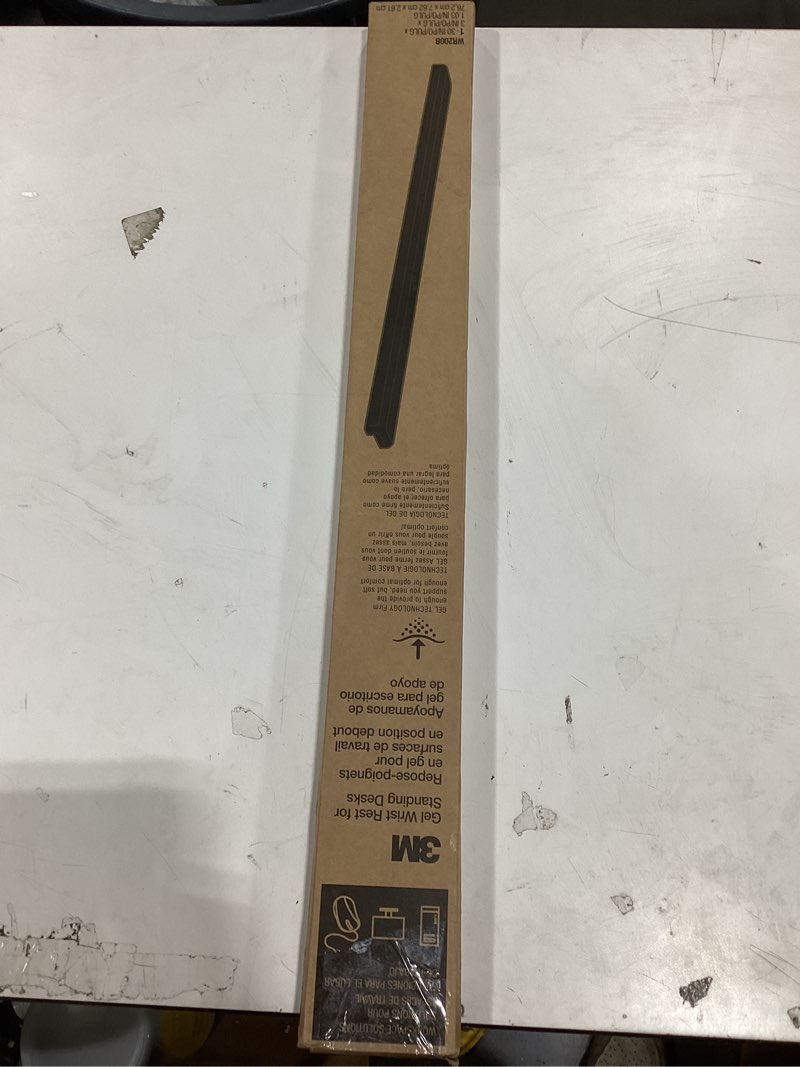 WORKSPACE SOLUTIONS
3M
Gel Wrist Rest for
Standing Desks
Repose-poignets
en gel pour
surfaces de travail
en position debout
Apoyamanos de
gel para escritorio
de apoyo
GEL TECHNOLOGY Firm
enough to provide the
support you need, but soft
enough for optimal comfort
TECHNOLOGIE À BASE DE
GEL Assez ferme pour vous
fournir le soutien dont vous
avez besoin, mais assez
souple pour vous offrir un
confort optimal
TECNOLOGÍA DE GEL
Suficientemente firme como
para ofrecer el apoyo
necesario, pero lo
suficientemente suave como
para lograr una comodidad
óptima
WR200B
1 - 30 IN/PO/PULG x
3 IN/PO/PULG x
1.03 IN/PO/PULG
76.2 cm x 7.62 cm x 2.61 cm